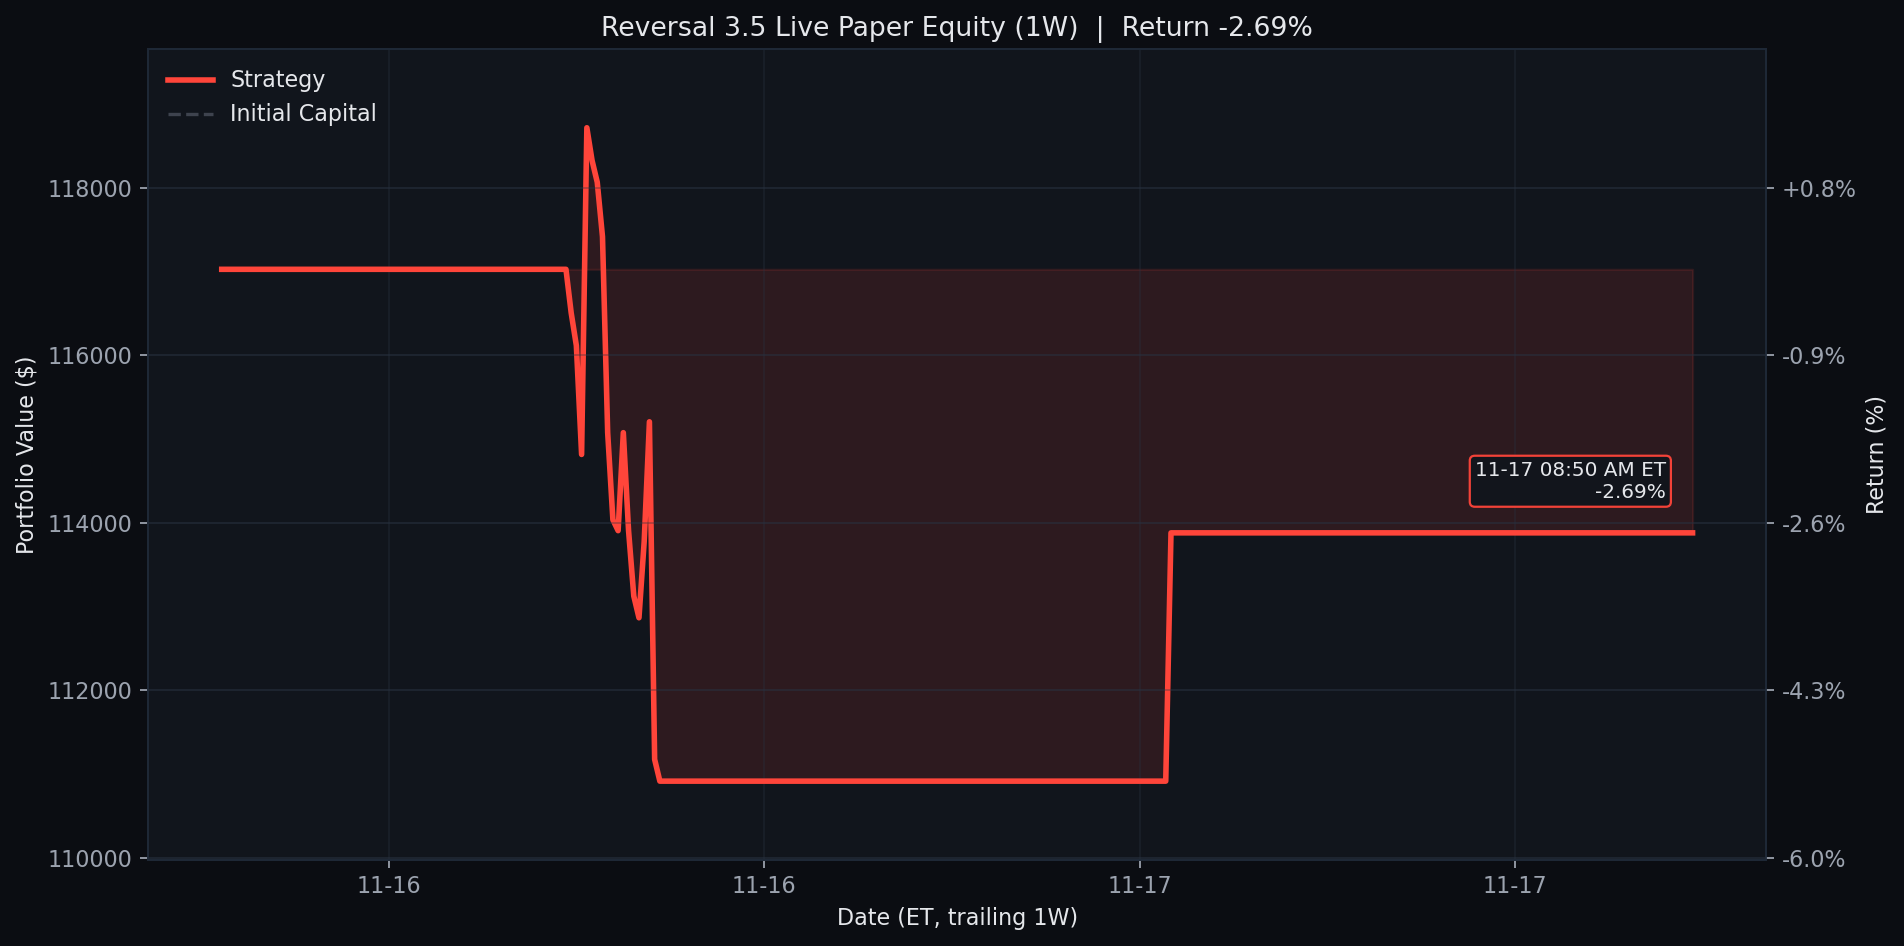 Reversal 3.5 Live Paper Equity (1W)  |  Return -2.69%
Strategy
Initial Capital
118000
116000
114000
112000
110000
Portfolio Value ($)
+0.8%
-0.9%
-2.6%
-4.3%
-6.0%
Return (%)
11-17 08:50 AM ET
-2.69%
11-16
11-16
11-17
11-17
Date (ET, trailing 1W)